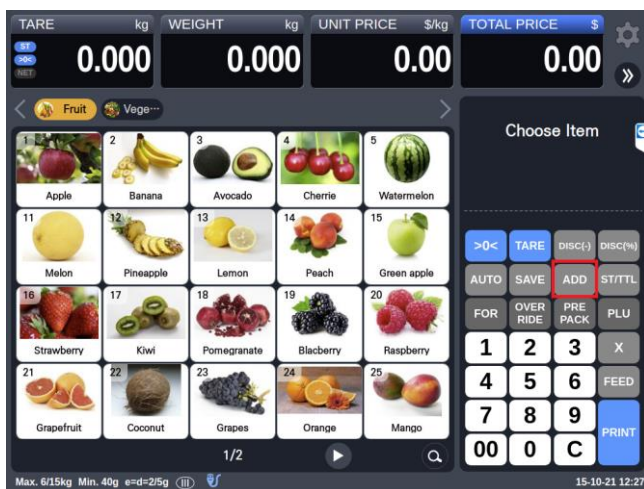 TARE kg WEIGHT kg UNIT PRICE $/kg TOTAL PRICE $
ST
>0<
NET
0.000 0.000 0.00 0.00
Fruit Vege···
Choose Item
1 2 3 4 5
Apple Banana Avocado Cherrie Watermelon
11 12 13 14 15
Melon Pineapple Lemon Peach Green apple
16 17 18 19 20
Strawberry Kiwi Pomegranate Blacberry Raspberry
21 22 23 24 25
Grapefruit Coconut Grapes Orange Mango
1/2
>0< TARE DISC(-) DISC(%)
AUTO SAVE ADD ST/TTL
FOR OVER RIDE PRE PACK PLU
1 2 3 X
4 5 6 FEED
7 8 9 PRINT
00 0 C
Max. 6/15kg Min. 40g e=d=2/5g (III) 15-10-21 12:27